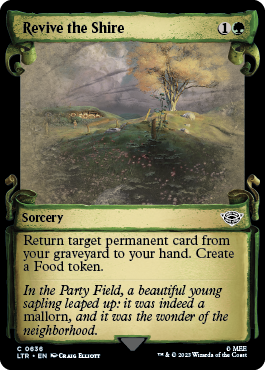 Revive the Shire 1
Sorcery
Return target permanent card from
your graveyard to your hand. Create
a Food token.
In the Party Field, a beautiful young
sapling leaped up: it was indeed a
mallorn, and it was the wonder of the
neighborhood.
C 0636 © MEE
LTR • EN Craig Elliott ™ & © 2023 Wizards of the Coast